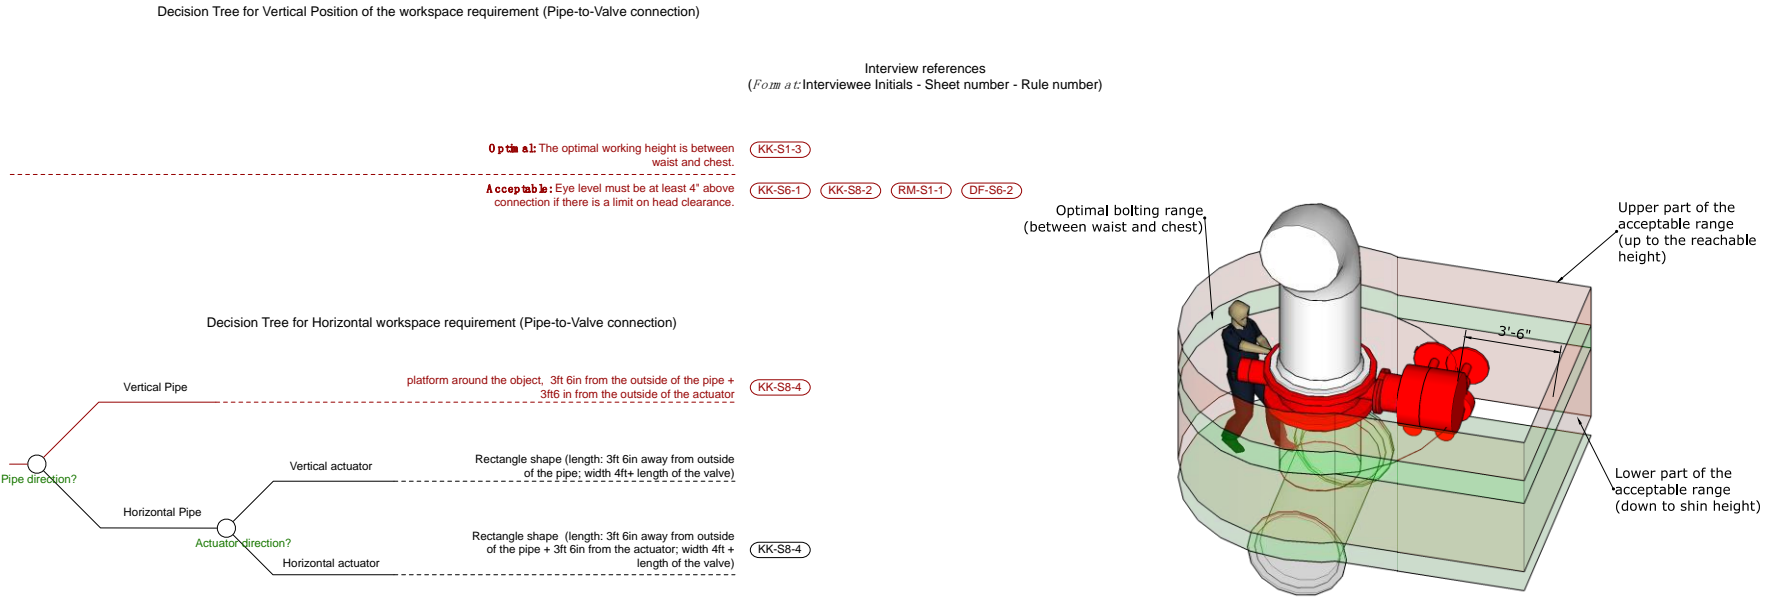 Decision Tree for Vertical Position of the workspace requirement (Pipe-to-Valve connection)
Interview references
(Format: Interviewee Initials - Sheet number - Rule number)
Optimal: The optimal working height is between
waist and chest.
KK-S1-3
Acceptable: Eye level must be at least 4" above
connection if there is a limit on head clearance.
KK-S6-1 KK-S8-2 RM-S1-1 DF-S6-2
Decision Tree for Horizontal workspace requirement (Pipe-to-Valve connection)
Pipe direction?
Vertical Pipe
platform around the object, 3ft 6in from the outside of the pipe +
3ft6 in from the outside of the actuator
KK-S8-4
Horizontal Pipe
Actuator direction?
Vertical actuator
Rectangle shape (length: 3ft 6in away from outside
of the pipe; width 4ft+ length of the valve)
Horizontal actuator
Rectangle shape (length: 3ft 6in away from outside
of the pipe + 3ft 6in from the actuator; width 4ft +
length of the valve)
KK-S8-4
Optimal bolting range
(between waist and chest)
Upper part of the
acceptable range
(up to the reachable
height)
3'-6"
Lower part of the
acceptable range
(down to shin height)